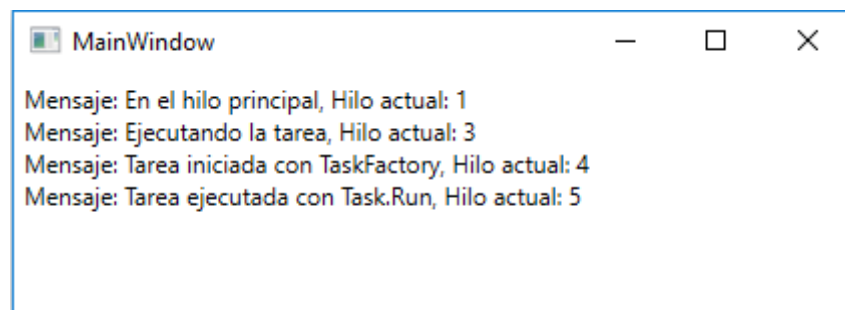 MainWindow
Mensaje: En el hilo principal, Hilo actual: 1
Mensaje: Ejecutando la tarea, Hilo actual: 3
Mensaje: Tarea iniciada con TaskFactory, Hilo actual: 4
Mensaje: Tarea ejecutada con Task.Run, Hilo actual: 5